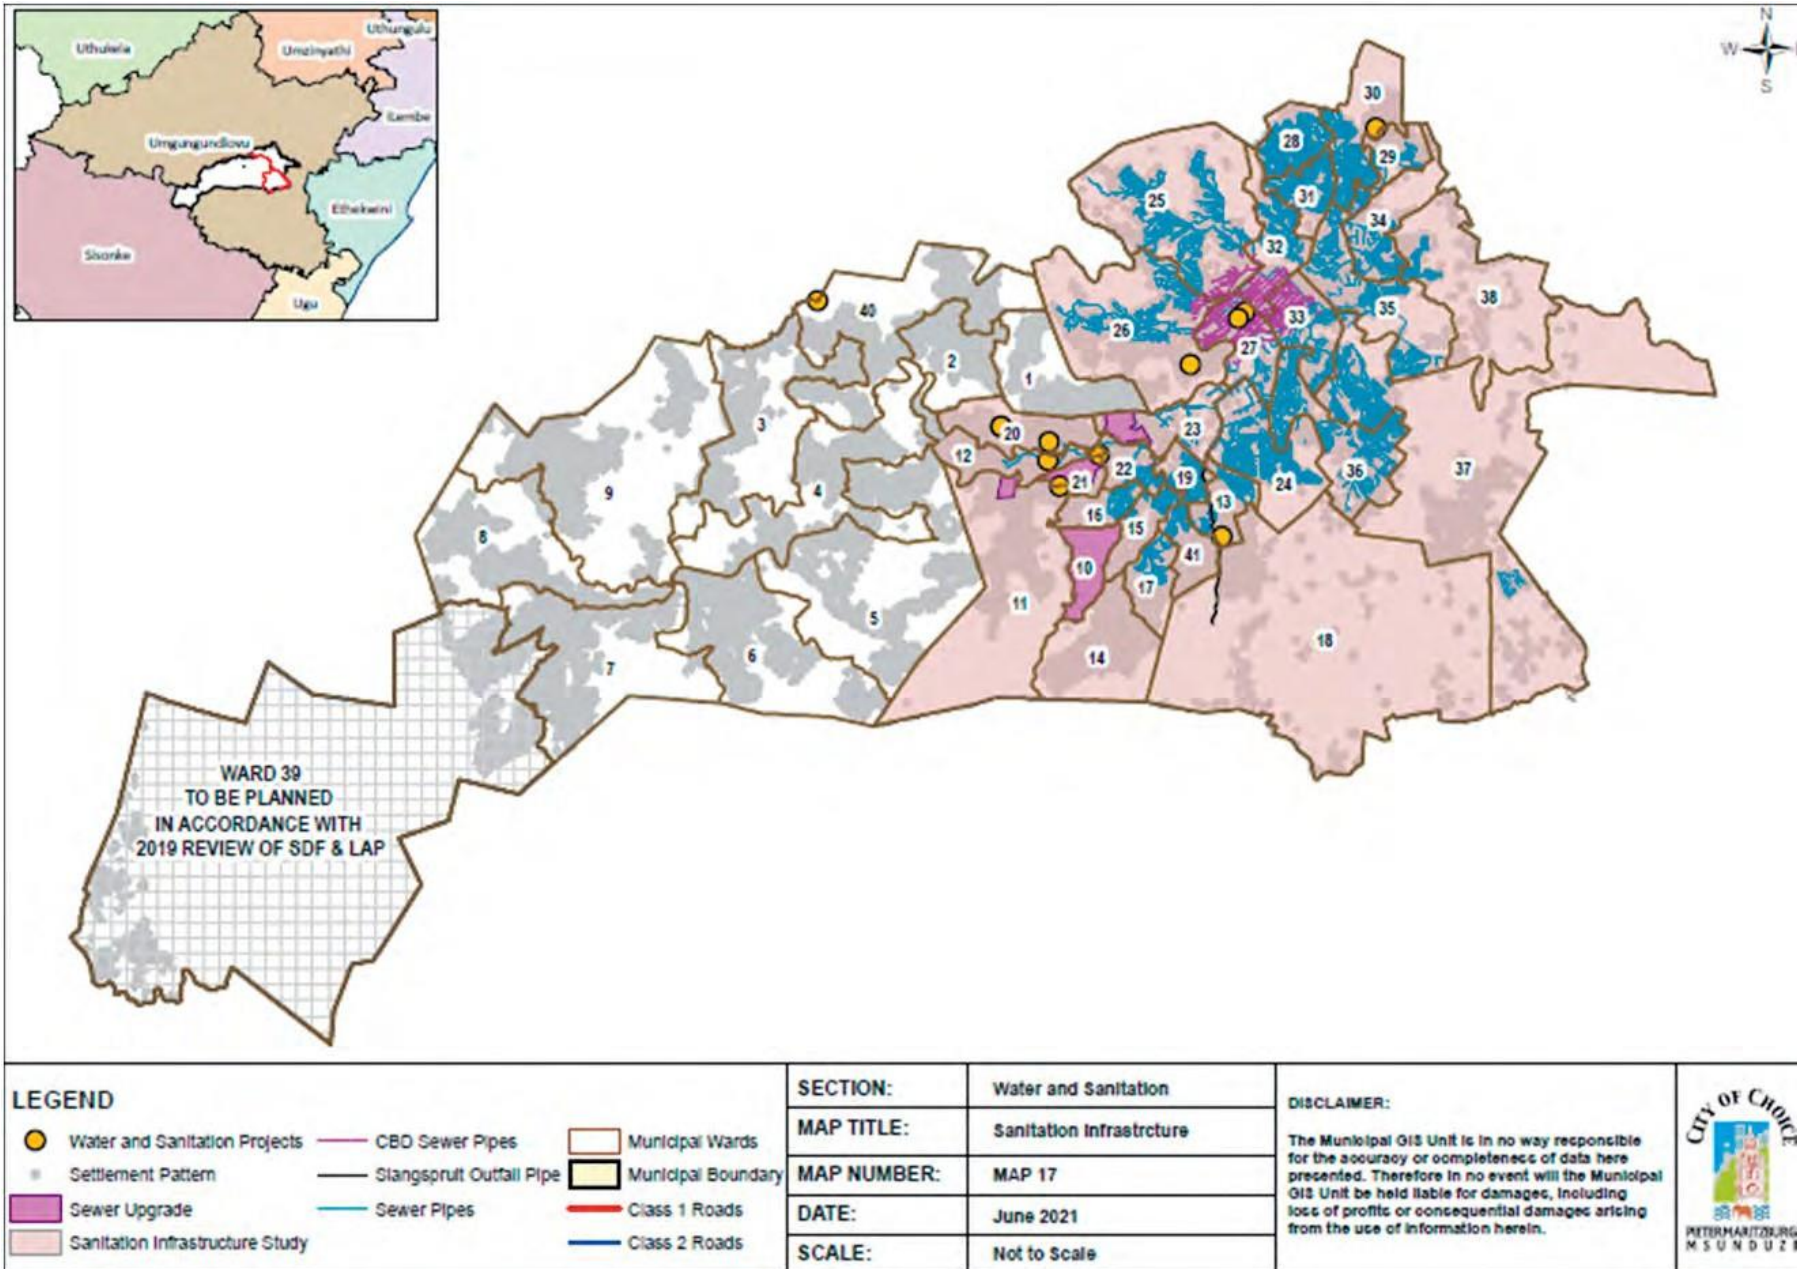 Uthukela
Umzinyathi
Uthungulu
iLembe
Umgungundlovu
Ethekwini
Sisonke
Ugu
N
W
S
30
28
29
25
31
34
32
38
40
26
33
35
27
2
1
3
20
23
12
22
37
9
4
21
19
36
24
16
13
8
15
41
10
17
11
5
18
7
6
14
WARD 39
TO BE PLANNED
IN ACCORDANCE WITH
2019 REVIEW OF SDF & LAP
LEGEND
Water and Sanitation Projects
Settlement Pattern
Sewer Upgrade
Sanitation Infrastructure Study
CBD Sewer Pipes
Slangspruit Outfall Pipe
Sewer Pipes
Municipal Wards
Municipal Boundary
Class 1 Roads
Class 2 Roads
SECTION: Water and Sanitation
MAP TITLE: Sanitation Infrastrcture
MAP NUMBER: MAP 17
DATE: June 2021
SCALE: Not to Scale
DISCLAIMER:
The Municipal GIS Unit is in no way responsible
for the accuracy or completeness of data here
presented. Therefore in no event will the Municipal
GIS Unit be held liable for damages, including
loss of profits or consequential damages arising
from the use of information herein.
CITY OF CHOICE
PIETERMARITZBURG
MSUNDUZI